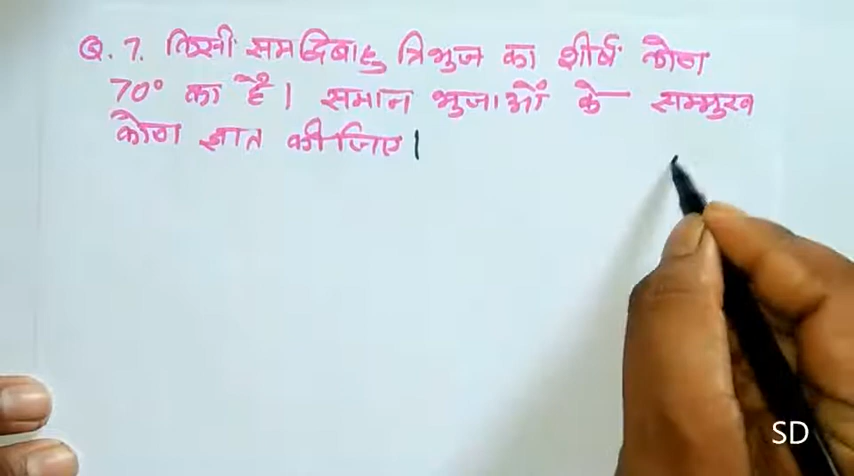 Q. 7. किसी समद्विबाहु त्रिभुज का शीर्ष कोण
70° का है। समान भुजाओं के सम्मुख
कोण ज्ञात कीजिए।
SD